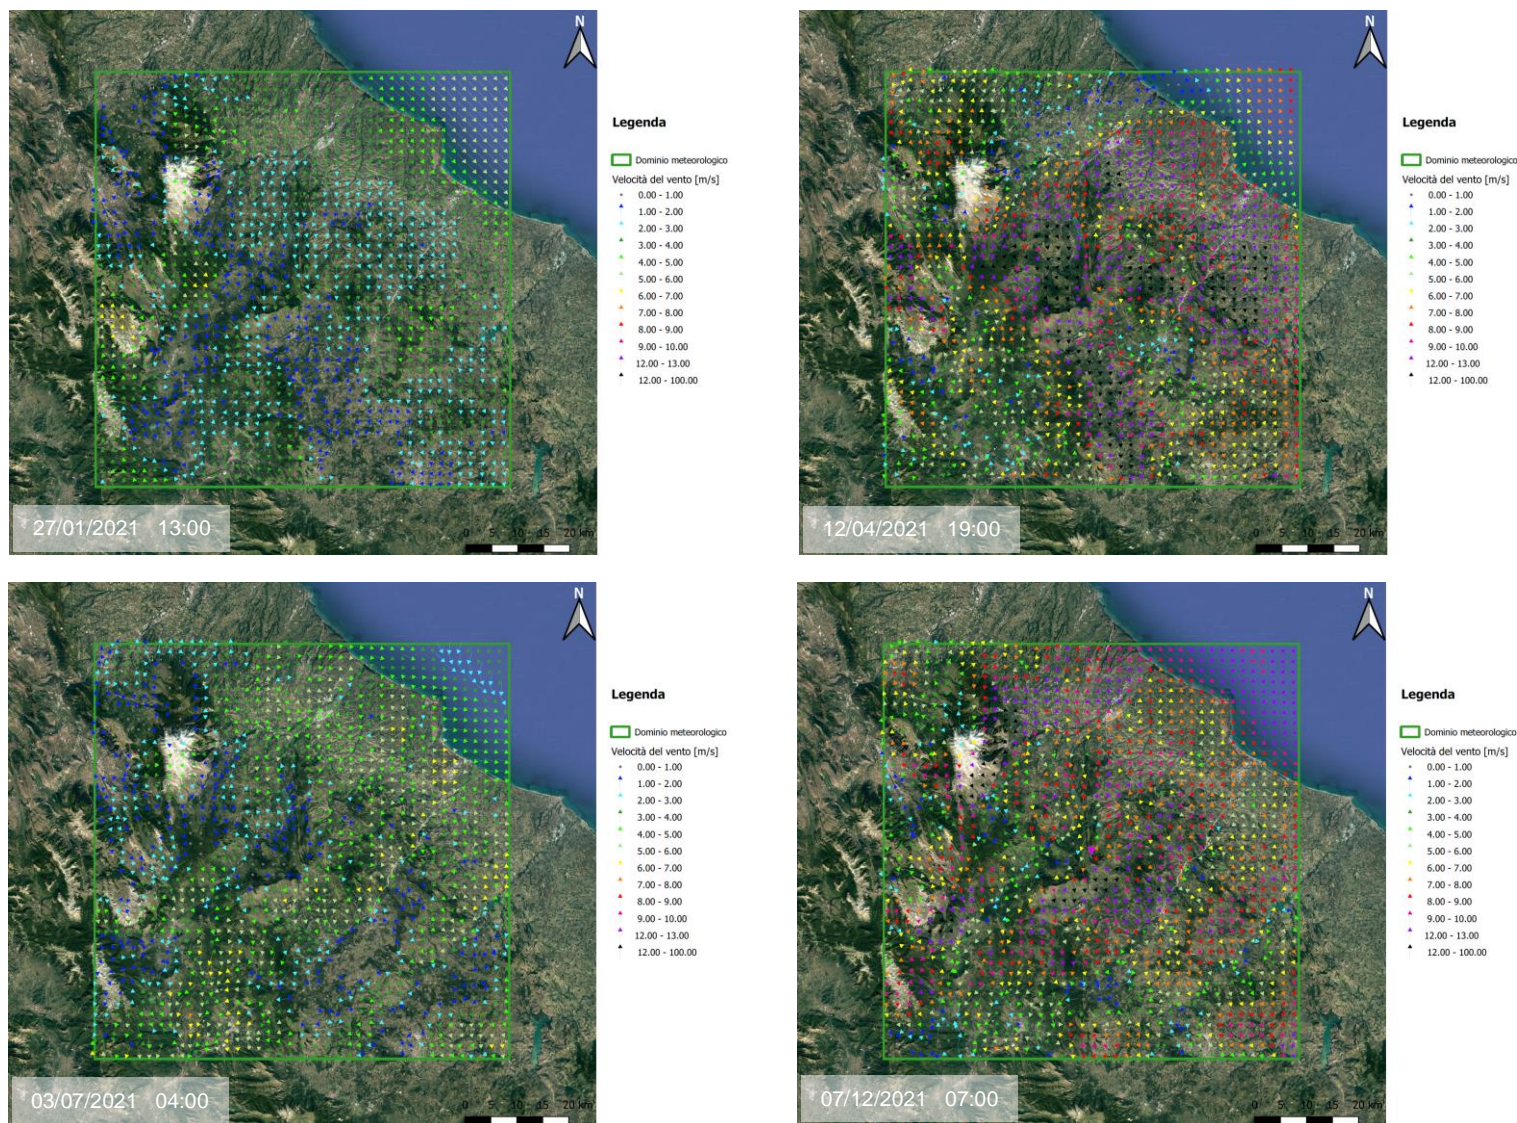 N
Legenda
Dominio meteorologico
Velocità del vento [m/s]
0.00 - 1.00
1.00 - 2.00
2.00 - 3.00
3.00 - 4.00
4.00 - 5.00
5.00 - 6.00
6.00 - 7.00
7.00 - 8.00
8.00 - 9.00
9.00 - 10.00
12.00 - 13.00
12.00 - 100.00
27/01/2021 13:00
0 5 10 15 20 km
N
Legenda
Dominio meteorologico
Velocità del vento [m/s]
0.00 - 1.00
1.00 - 2.00
2.00 - 3.00
3.00 - 4.00
4.00 - 5.00
5.00 - 6.00
6.00 - 7.00
7.00 - 8.00
8.00 - 9.00
9.00 - 10.00
12.00 - 13.00
12.00 - 100.00
12/04/2021 19:00
0 5 10 15 20 km
N
Legenda
Dominio meteorologico
Velocità del vento [m/s]
0.00 - 1.00
1.00 - 2.00
2.00 - 3.00
3.00 - 4.00
4.00 - 5.00
5.00 - 6.00
6.00 - 7.00
7.00 - 8.00
8.00 - 9.00
9.00 - 10.00
12.00 - 13.00
12.00 - 100.00
03/07/2021 04:00
0 5 10 15 20 km
N
Legenda
Dominio meteorologico
Velocità del vento [m/s]
0.00 - 1.00
1.00 - 2.00
2.00 - 3.00
3.00 - 4.00
4.00 - 5.00
5.00 - 6.00
6.00 - 7.00
7.00 - 8.00
8.00 - 9.00
9.00 - 10.00
12.00 - 13.00
12.00 - 100.00
07/12/2021 07:00
0 5 10 15 20 km